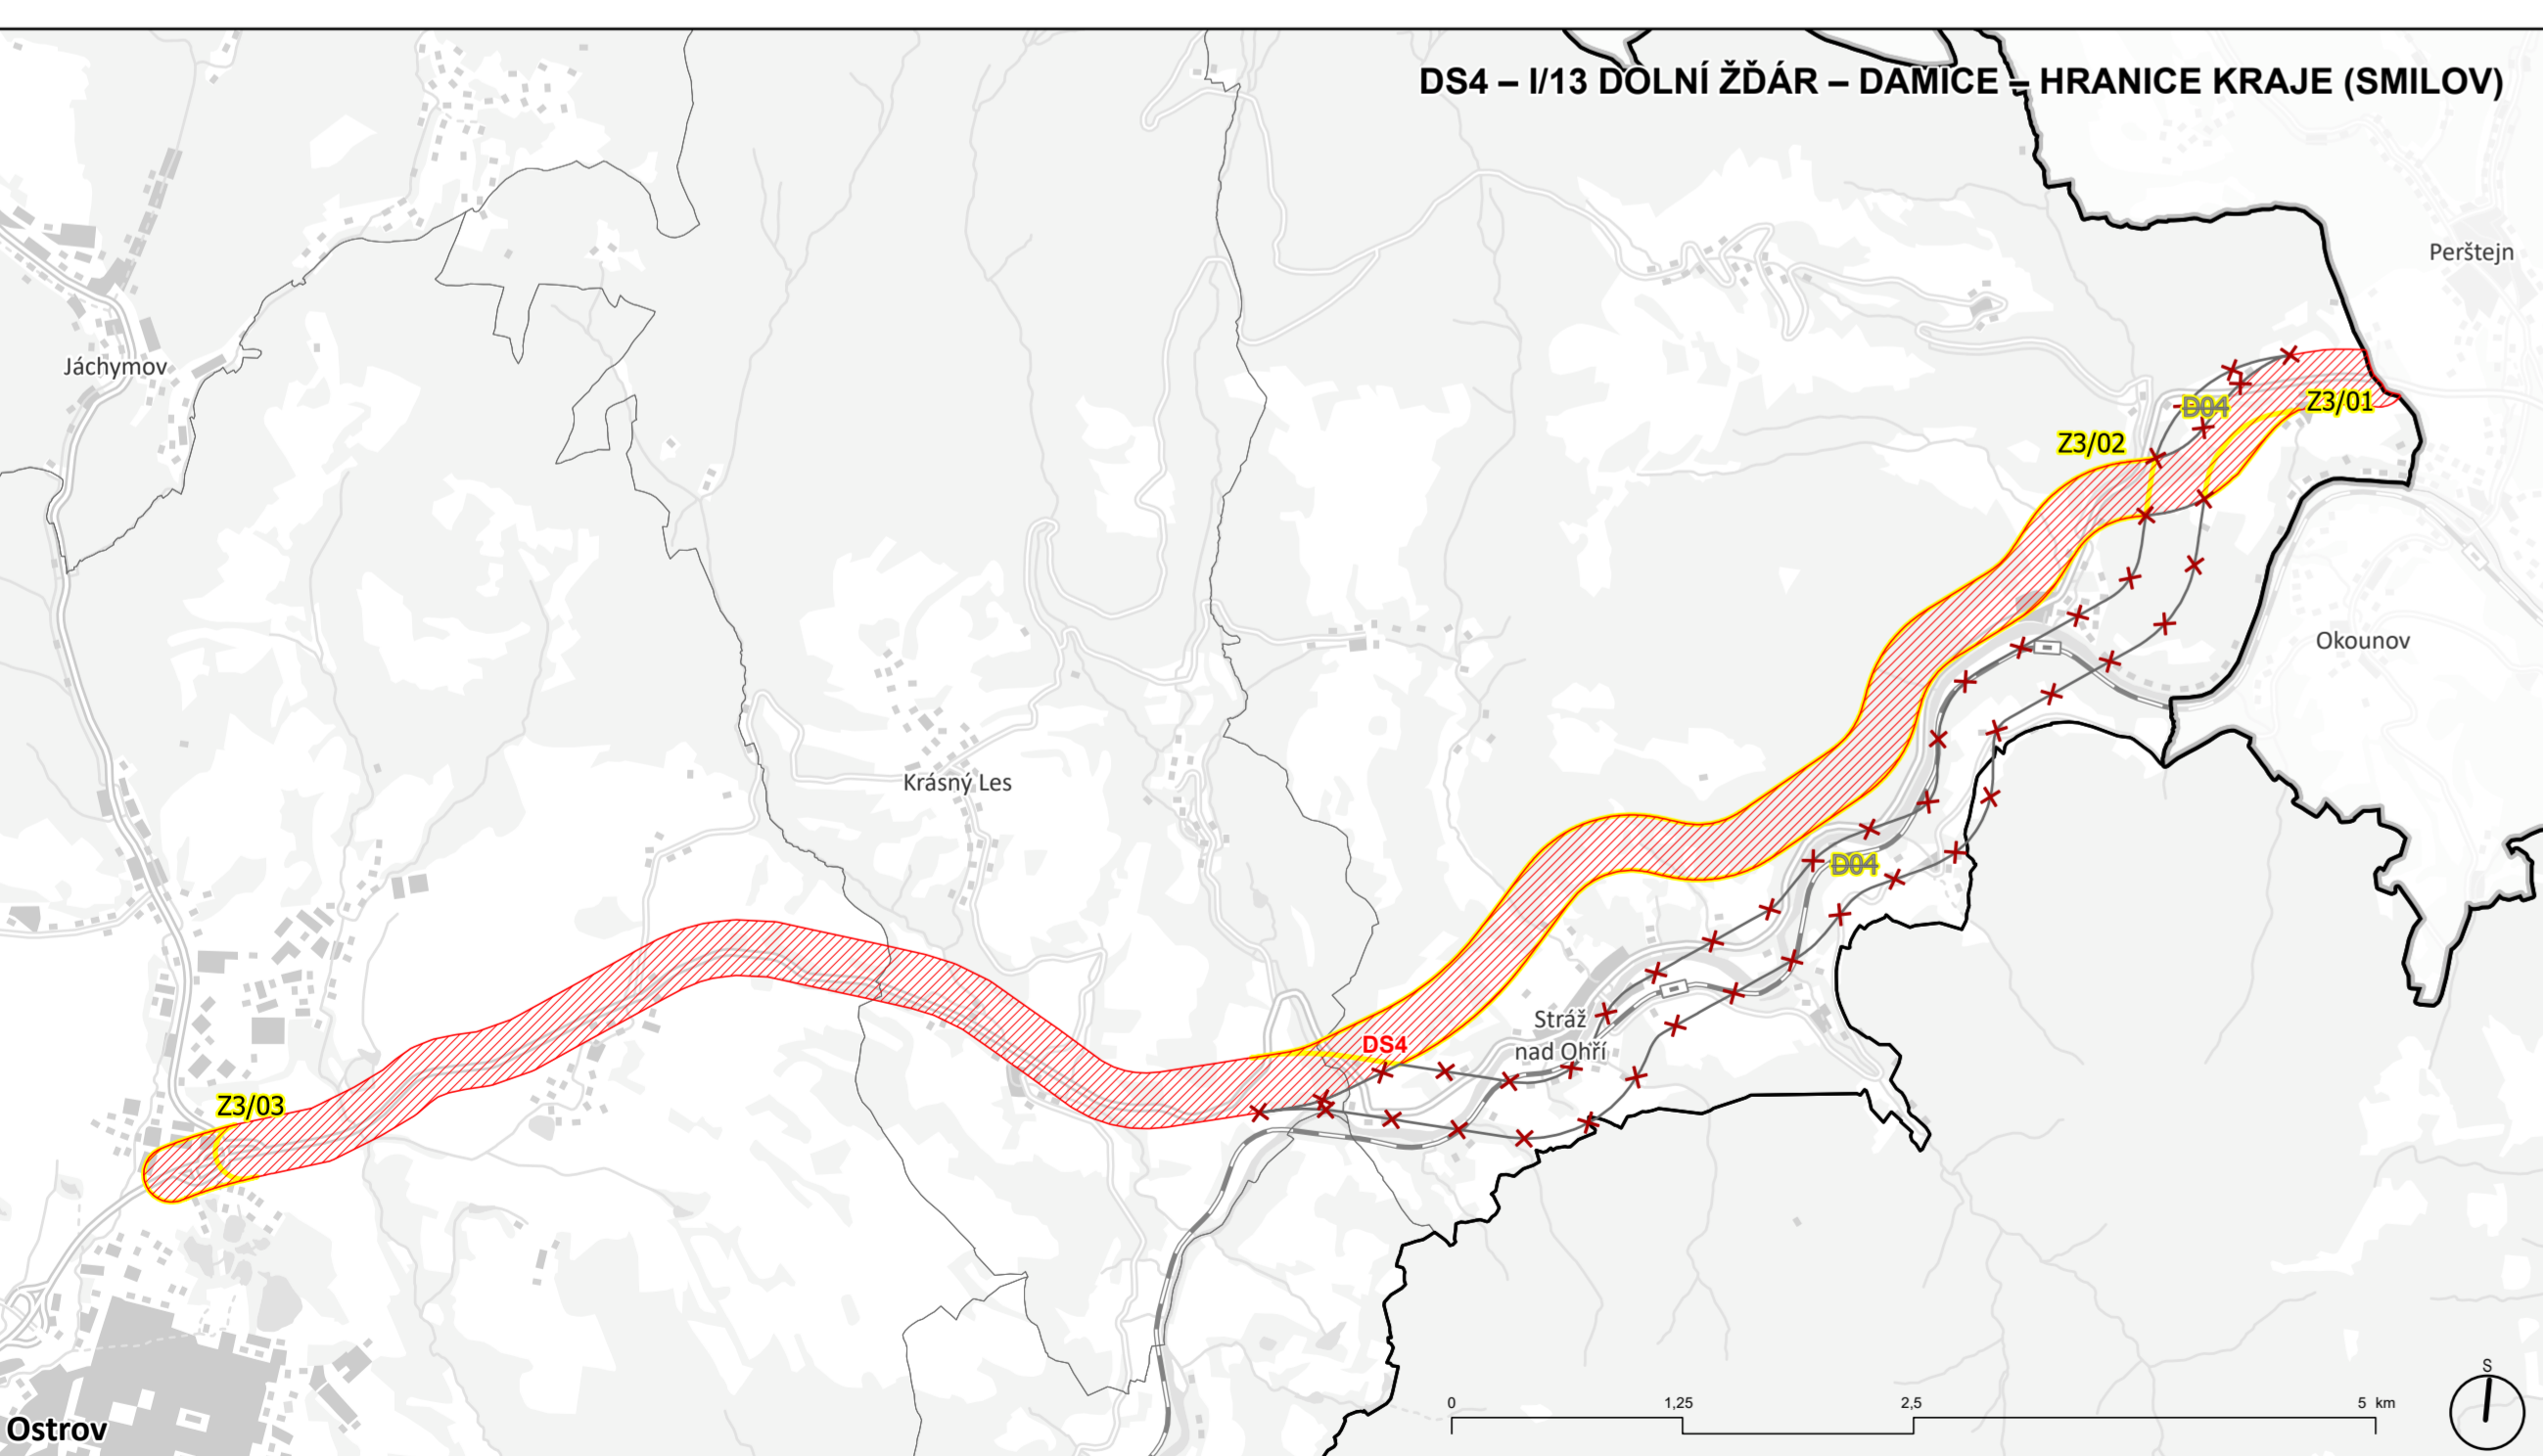 DS4 – I/13 DOLNÍ ŽĎÁR – DAMICE – HRANICE KRAJE (SMILOV)
Perštejn
Jáchymov
Z3/01
D04
Z3/02
Okounov
Krásný Les
D04
Stráž
nad Ohří
DS4
Z3/03
Ostrov
0
1,25
2,5
5 km
S